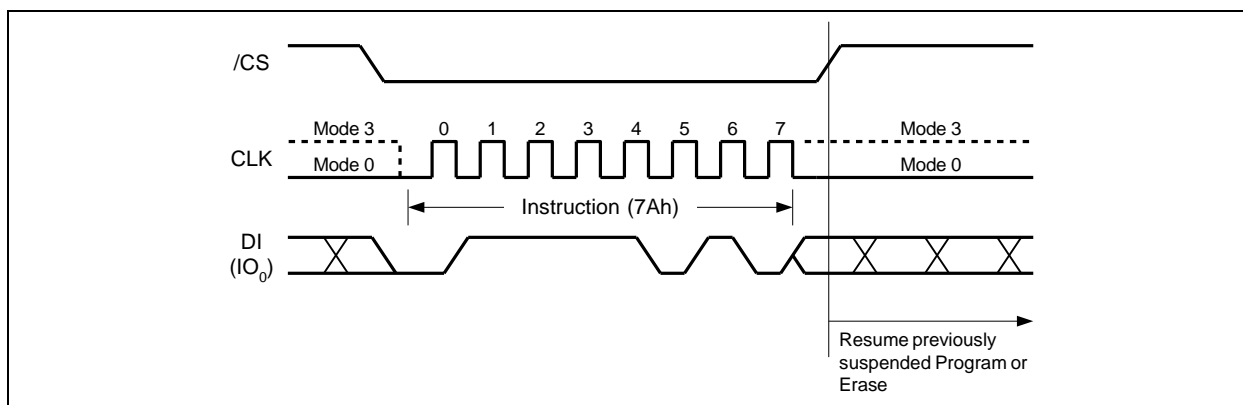 /CS
Mode 3 0 1 2 3 4 5 6 7 Mode 3
CLK
Mode 0 Mode 0
Instruction (7Ah)
DI
(IO0)
Resume previously
suspended Program or
Erase